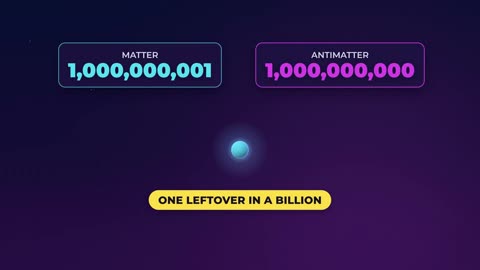 MATTER
1,000,000,001
ANTIMATTER
1,000,000,000
ONE LEFTOVER IN A BILLION